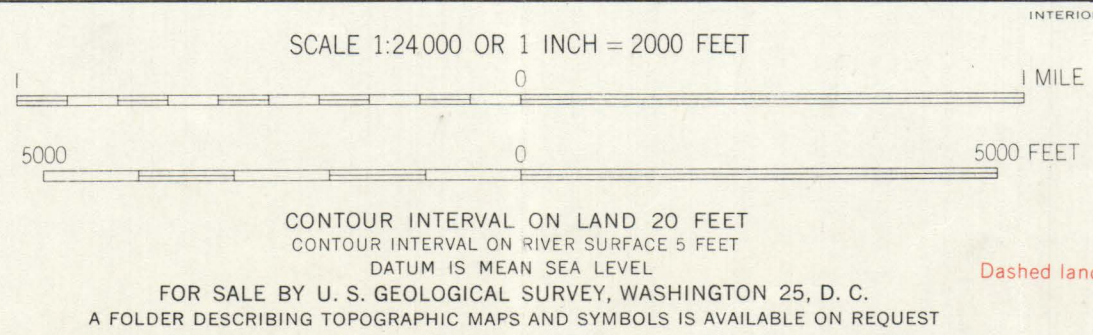 INTERIOR
SCALE 1:24 000 OR 1 INCH = 2000 FEET
1 0 1 MILE
5000 0 5000 FEET
CONTOUR INTERVAL ON LAND 20 FEET
CONTOUR INTERVAL ON RIVER SURFACE 5 FEET
DATUM IS MEAN SEA LEVEL
Dashed land
FOR SALE BY U. S. GEOLOGICAL SURVEY, WASHINGTON 25, D. C.
A FOLDER DESCRIBING TOPOGRAPHIC MAPS AND SYMBOLS IS AVAILABLE ON REQUEST